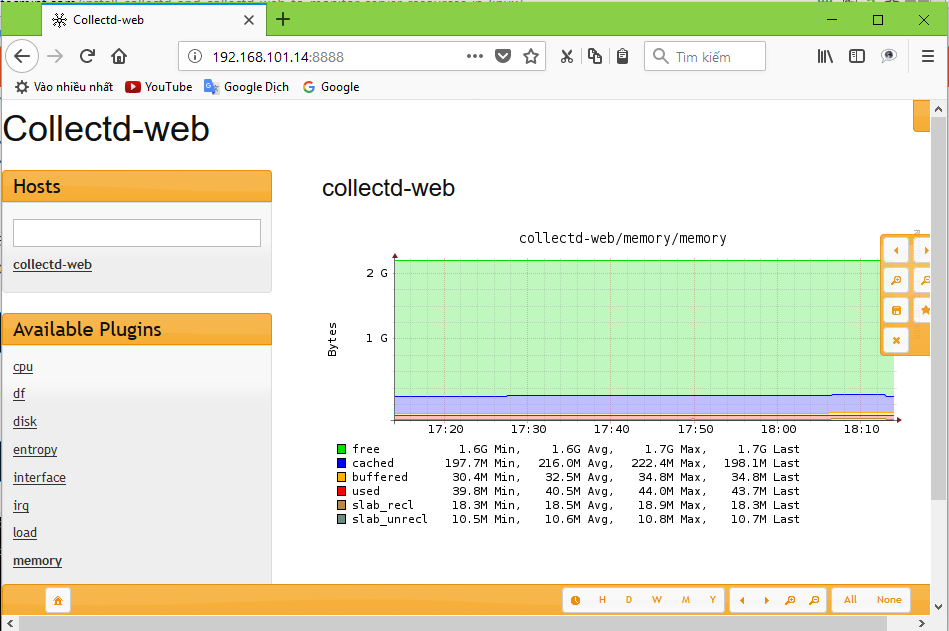 Collectd-web
192.168.101.14:8888
Tìm kiếm
Vào nhiều nhất YouTube Google Dịch Google
Collectd-web
Hosts
collectd-web
Available Plugins
cpu
df
disk
entropy
interface
irq
load
memory
collectd-web
collectd-web/memory/memory
Bytes
2 G
1 G
17:20 17:30 17:40 17:50 18:00 18:10
free 1.6G Min, 1.6G Avg, 1.7G Max, 1.7G Last
cached 197.7M Min, 216.0M Avg, 222.4M Max, 198.1M Last
buffered 30.4M Min, 32.5M Avg, 34.8M Max, 34.8M Last
used 39.8M Min, 40.5M Avg, 44.0M Max, 43.7M Last
slab_recl 18.3M Min, 18.5M Avg, 18.9M Max, 18.3M Last
slab_unrecl 10.5M Min, 10.6M Avg, 10.8M Max, 10.7M Last
H D W M Y
All None